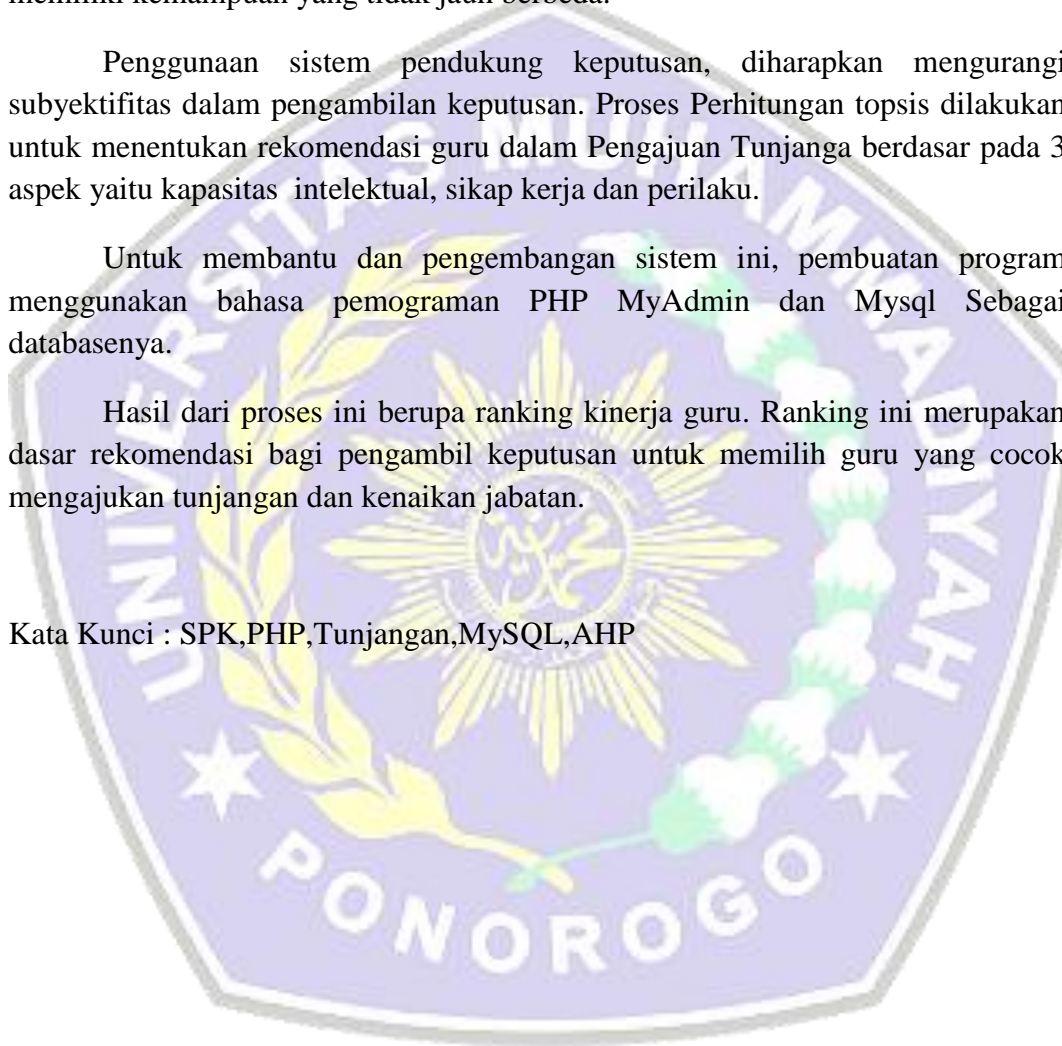 memiliki kemampuan yang tidak jauh berbeda.
Penggunaan sistem pendukung keputusan, diharapkan mengurangi
subyektifitas dalam pengambilan keputusan. Proses Perhitungan topsis dilakukan
untuk menentukan rekomendasi guru dalam Pengajuan Tunjanga berdasar pada 3
aspek yaitu kapasitas intelektual, sikap kerja dan perilaku.
Untuk membantu dan pengembangan sistem ini, pembuatan program
menggunakan bahasa pemograman PHP MyAdmin dan Mysql Sebagai
databasenya.
Hasil dari proses ini berupa ranking kinerja guru. Ranking ini merupakan
dasar rekomendasi bagi pengambil keputusan untuk memilih guru yang cocok
mengajukan tunjangan dan kenaikan jabatan.
Kata Kunci : SPK,PHP,Tunjangan,MySQL,AHP
UNIVERSITAS MUHAMMADIYAH
PONOROGO